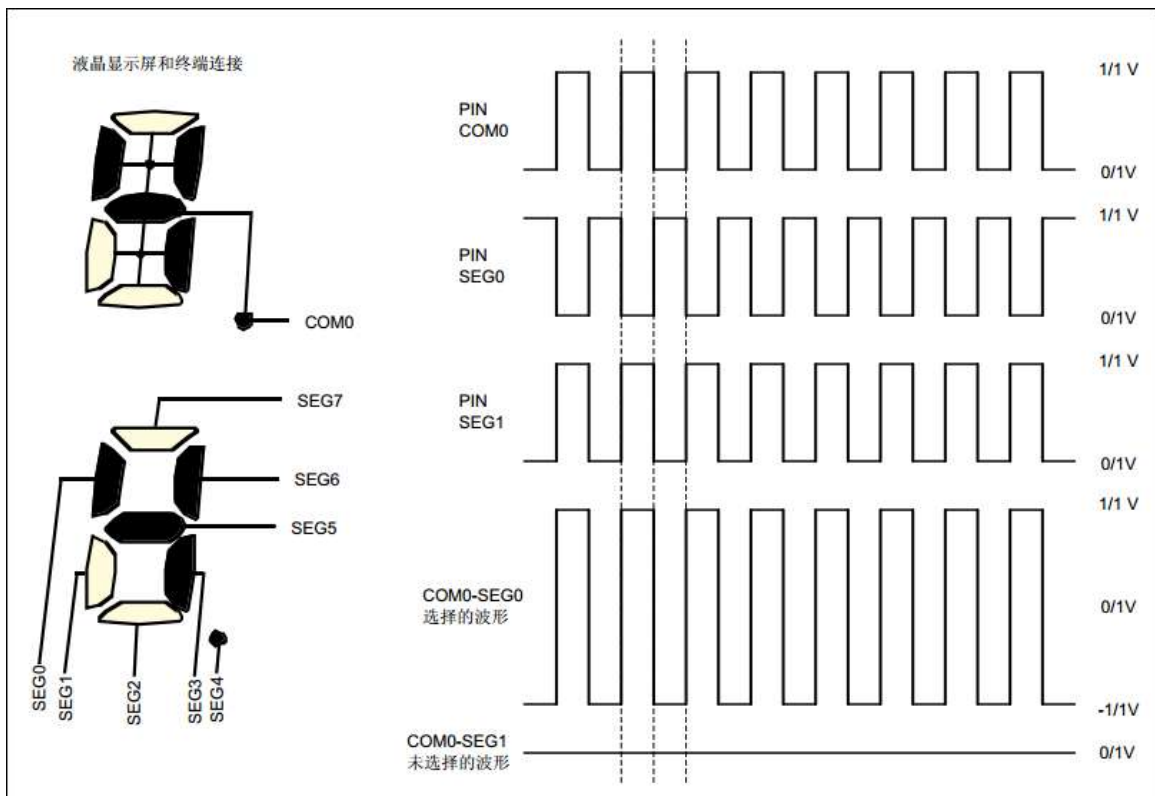 液晶显示屏和终端连接
COM0
SEG7
SEG6
SEG5
SEG0
SEG1
SEG2
SEG3
SEG4
PIN
COM0
1/1 V
0/1V
PIN
SEG0
1/1 V
0/1V
PIN
SEG1
1/1 V
0/1V
COM0-SEG0
选择的波形
1/1 V
0/1V
-1/1V
COM0-SEG1
未选择的波形
0/1V